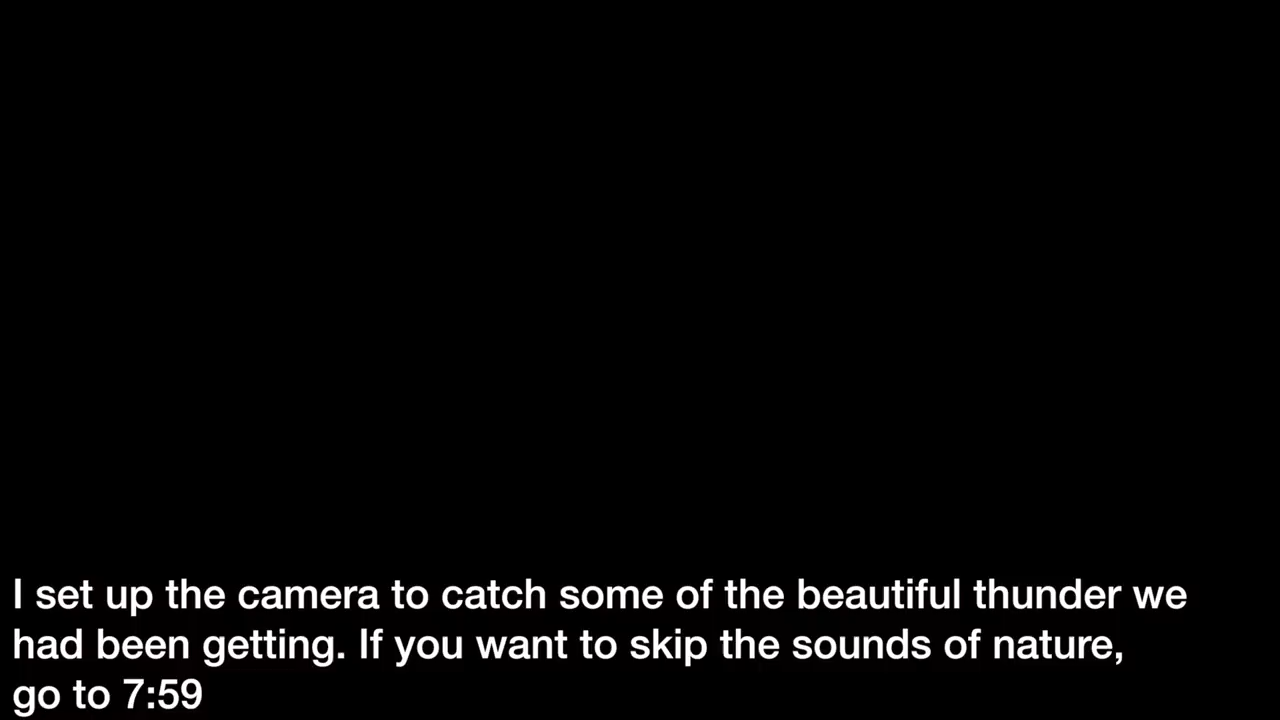 I set up the camera to catch some of the beautiful thunder we
had been getting. If you want to skip the sounds of nature,
go to 7:59